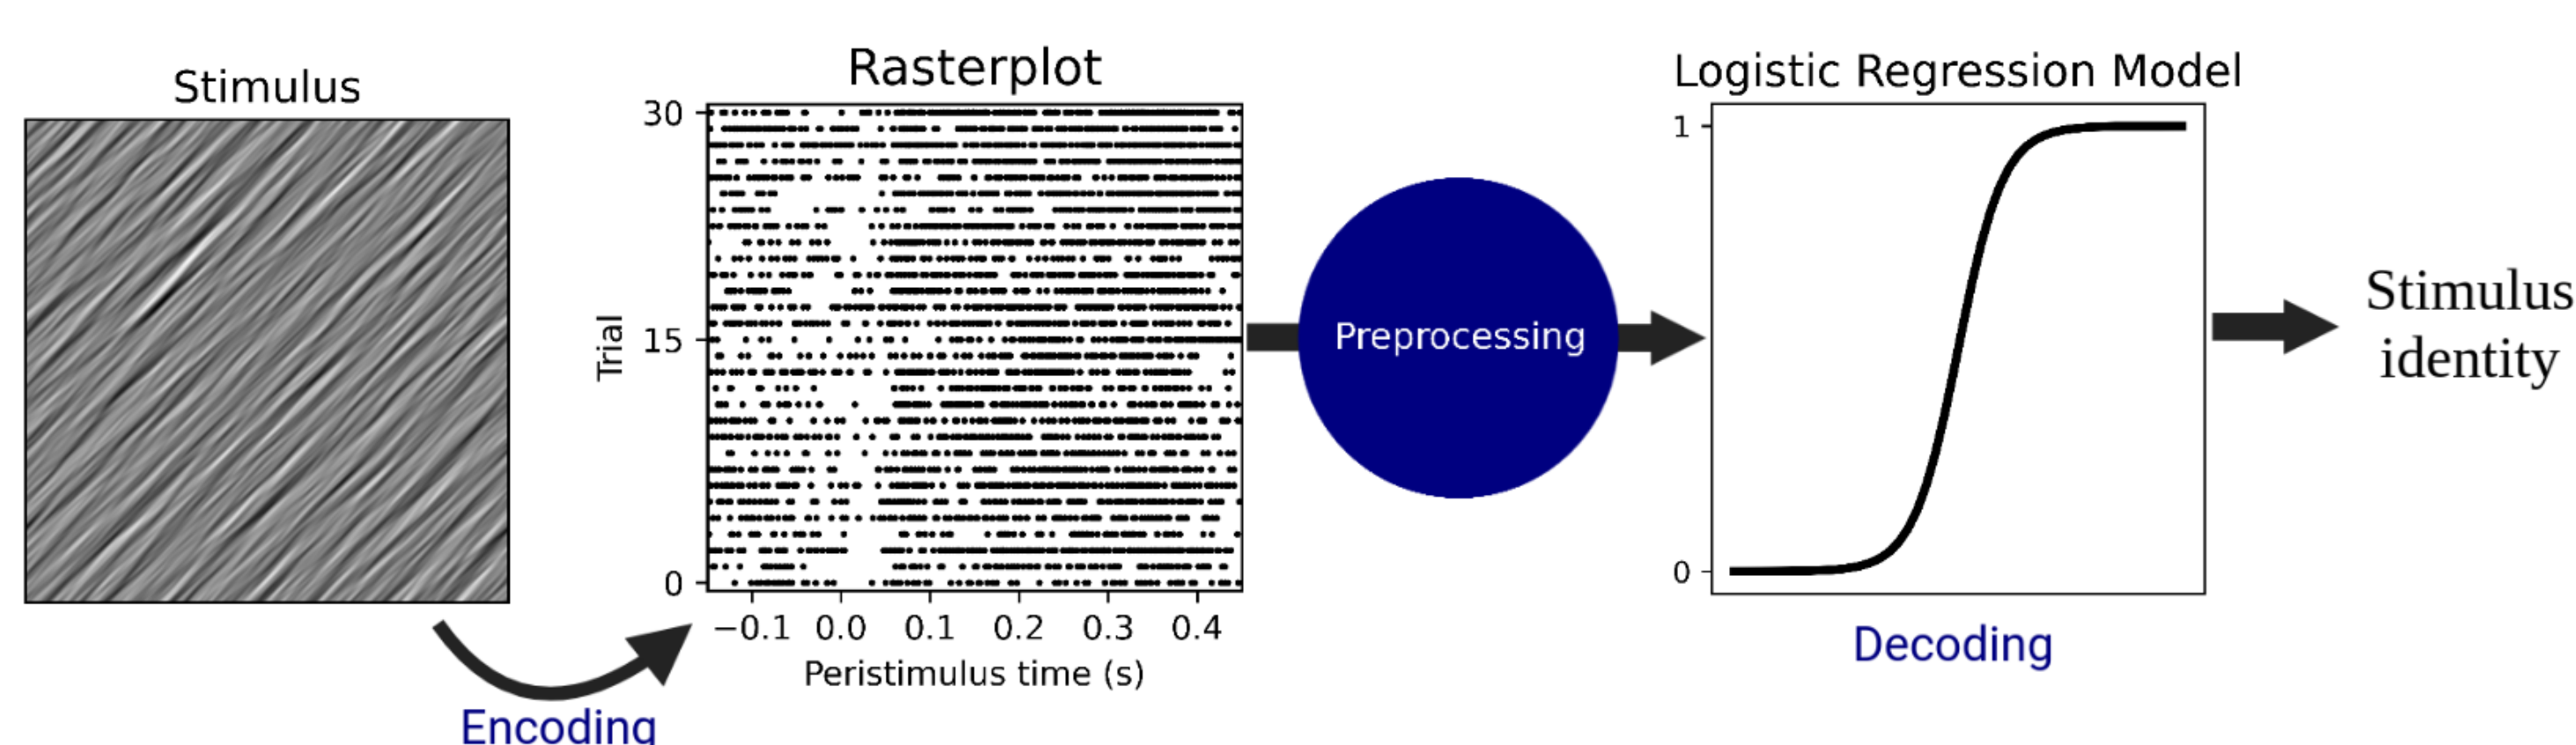 Stimulus
Rasterplot
30
15
0
Trial
−0.1 0.0 0.1 0.2 0.3 0.4
Peristimulus time (s)
Encoding
Preprocessing
Logistic Regression Model
1
0
Decoding
Stimulus
identity